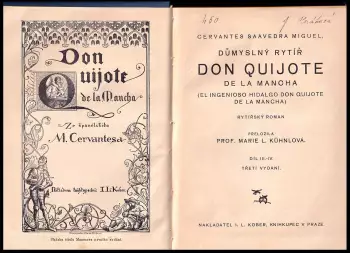 Don
Quijote
de la Mancha
Ze španělského
M. Cervantesa
I. L. Kober
460
CERVANTES SAAVEDRA MIGUEL,
DŮMYSLNÝ RYTÍŘ
DON QUIJOTE
DE LA MANCHA
(EL INGENIOSO HIDALGO DON QUIJOTE
DE LA MANCHA)
RYTÍŘSKÝ ROMÁN
PŘELOŽILA
PROF. MARIE L. KÜHNLOVÁ.
DÍL III.-IV.
TŘETÍ VYDÁNÍ.
NAKLADATEL I. L. KOBER, KNIHKUPEC V PRAZE